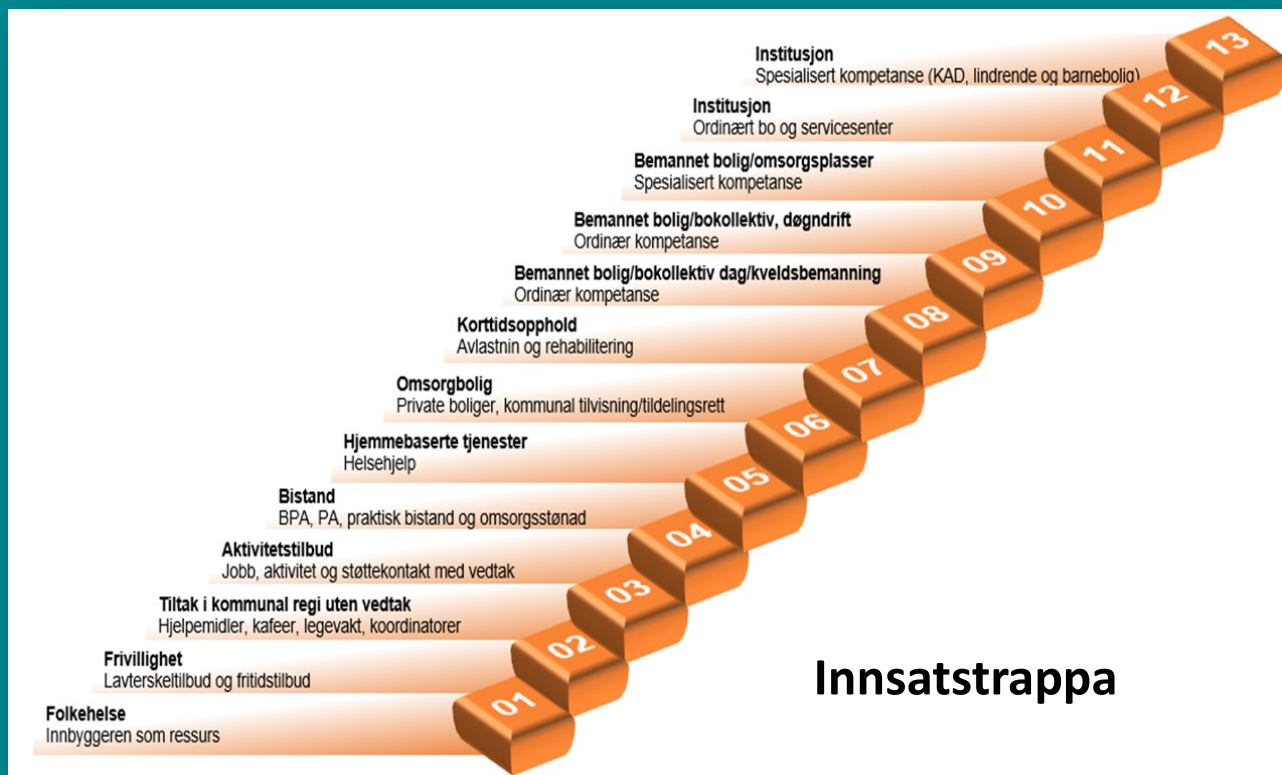 13
Institusjon
Spesialisert kompetanse (KAD, lindrende og barnebolig)
12
Institusjon
Ordinært bo og servicesenter
11
Bemannet bolig/omsorgsplasser
Spesialisert kompetanse
10
Bemannet bolig/bokollektiv, døgndrift
Ordinær kompetanse
09
Bemannet bolig/bokollektiv dag/kveldsbemanning
Ordinær kompetanse
08
Korttidsopphold
Avlastnin og rehabilitering
07
Omsorgbolig
Private boliger, kommunal tilvisning/tildelingsrett
06
Hjemmebaserte tjenester
Helsehjelp
05
Bistand
BPA, PA, praktisk bistand og omsorgsstønad
04
Aktivitetstilbud
Jobb, aktivitet og støttekontakt med vedtak
03
Tiltak i kommunal regi uten vedtak
Hjelpemidler, kafeer, legevakt, koordinatorer
02
Frivillighet
Lavterskeltilbud og fritidstilbud
01
Folkehelse
Innbyggeren som ressurs
Innsatstrappa